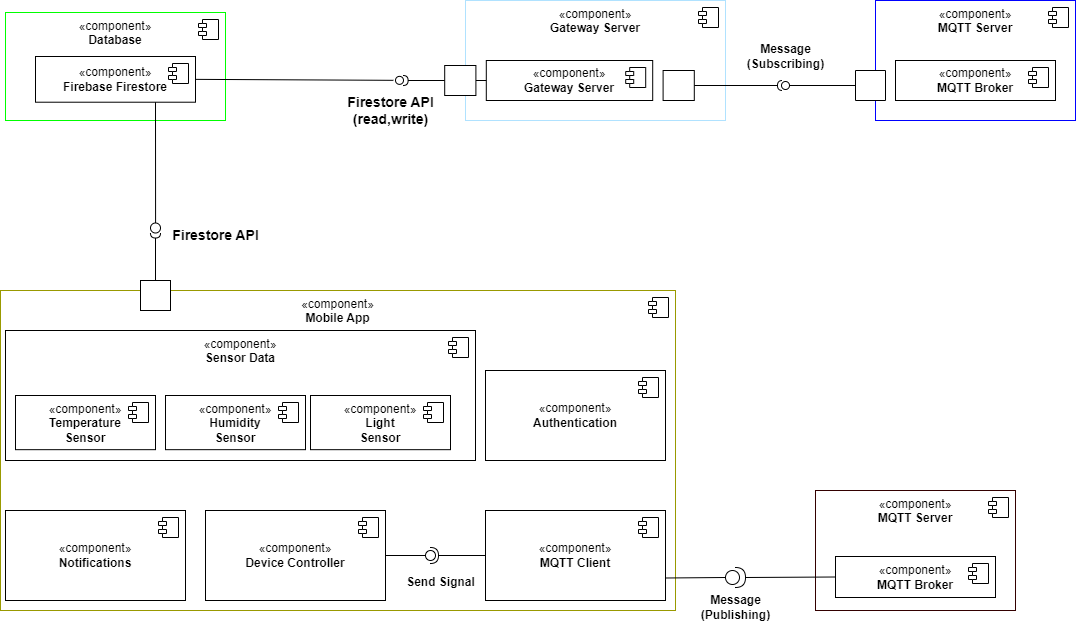 «component»
Database
«component»
Firebase Firestore
Firestore API
(read,write)
«component»
Gateway Server
«component»
Gateway Server
Message
(Subscribing)
«component»
MQTT Server
«component»
MQTT Broker
Firestore API
«component»
Mobile App
«component»
Sensor Data
«component»
Temperature
Sensor
«component»
Humidity
Sensor
«component»
Light
Sensor
«component»
Authentication
«component»
Notifications
«component»
Device Controller
Send Signal
«component»
MQTT Client
Message
(Publishing)
«component»
MQTT Server
«component»
MQTT Broker